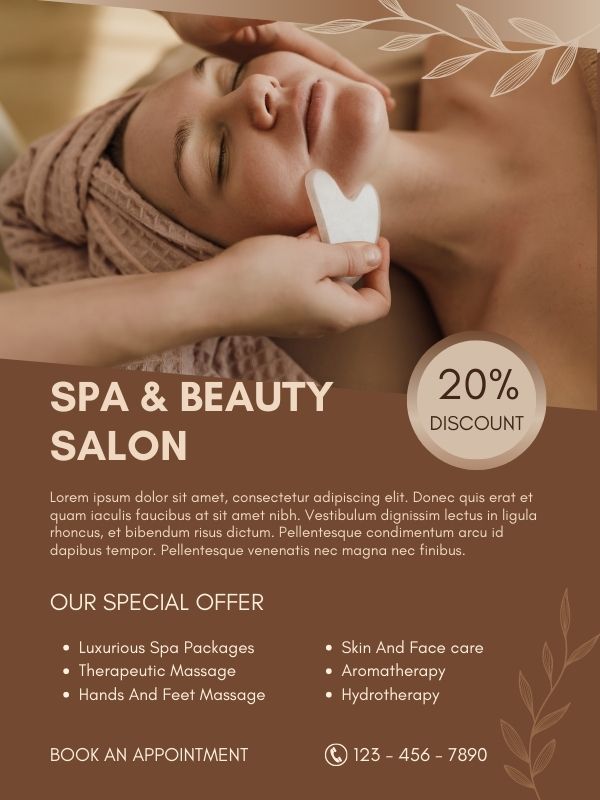 SPA & BEAUTY
SALON
20%
DISCOUNT
Lorem ipsum dolor sit amet, consectetur adipiscing elit. Donec quis erat et
quam iaculis faucibus at sit amet nibh. Vestibulum dignissim lectus in ligula
rhoncus, et bibendum risus dictum. Pellentesque condimentum arcu id
dapibus tempor. Pellentesque venenatis nec magna nec finibus.
OUR SPECIAL OFFER
• Luxurious Spa Packages
• Therapeutic Massage
• Hands And Feet Massage
• Skin And Face care
• Aromatherapy
• Hydrotherapy
BOOK AN APPOINTMENT
123 - 456 - 7890